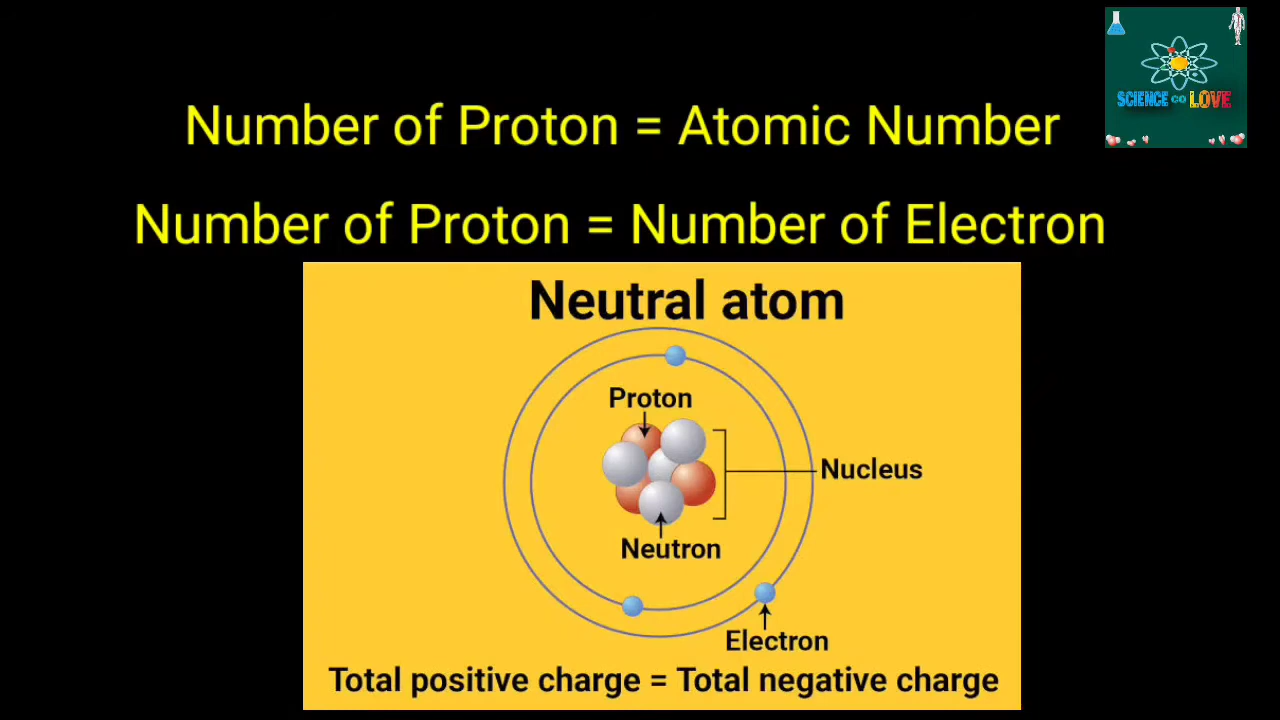 SCIENCE co LOVE
Number of Proton = Atomic Number
Number of Proton = Number of Electron
Neutral atom
Proton
Nucleus
Neutron
Electron
Total positive charge = Total negative charge